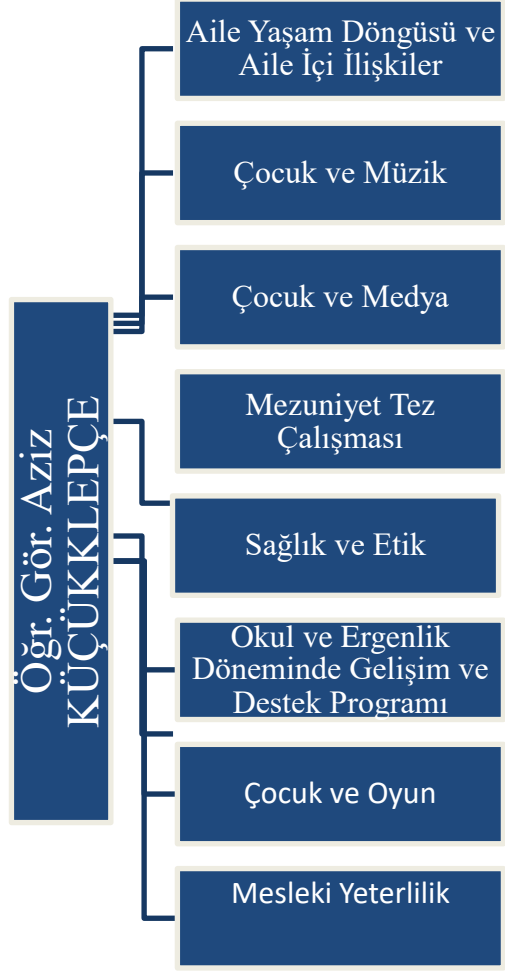 Öğr. Gör. Aziz
KÜÇÜKKLEPÇE
Aile Yaşam Döngüsü ve
Aile İçi İlişkiler
Çocuk ve Müzik
Çocuk ve Medya
Mezuniyet Tez
Çalışması
Sağlık ve Etik
Okul ve Ergenlik
Döneminde Gelişim ve
Destek Programı
Çocuk ve Oyun
Mesleki Yeterlilik